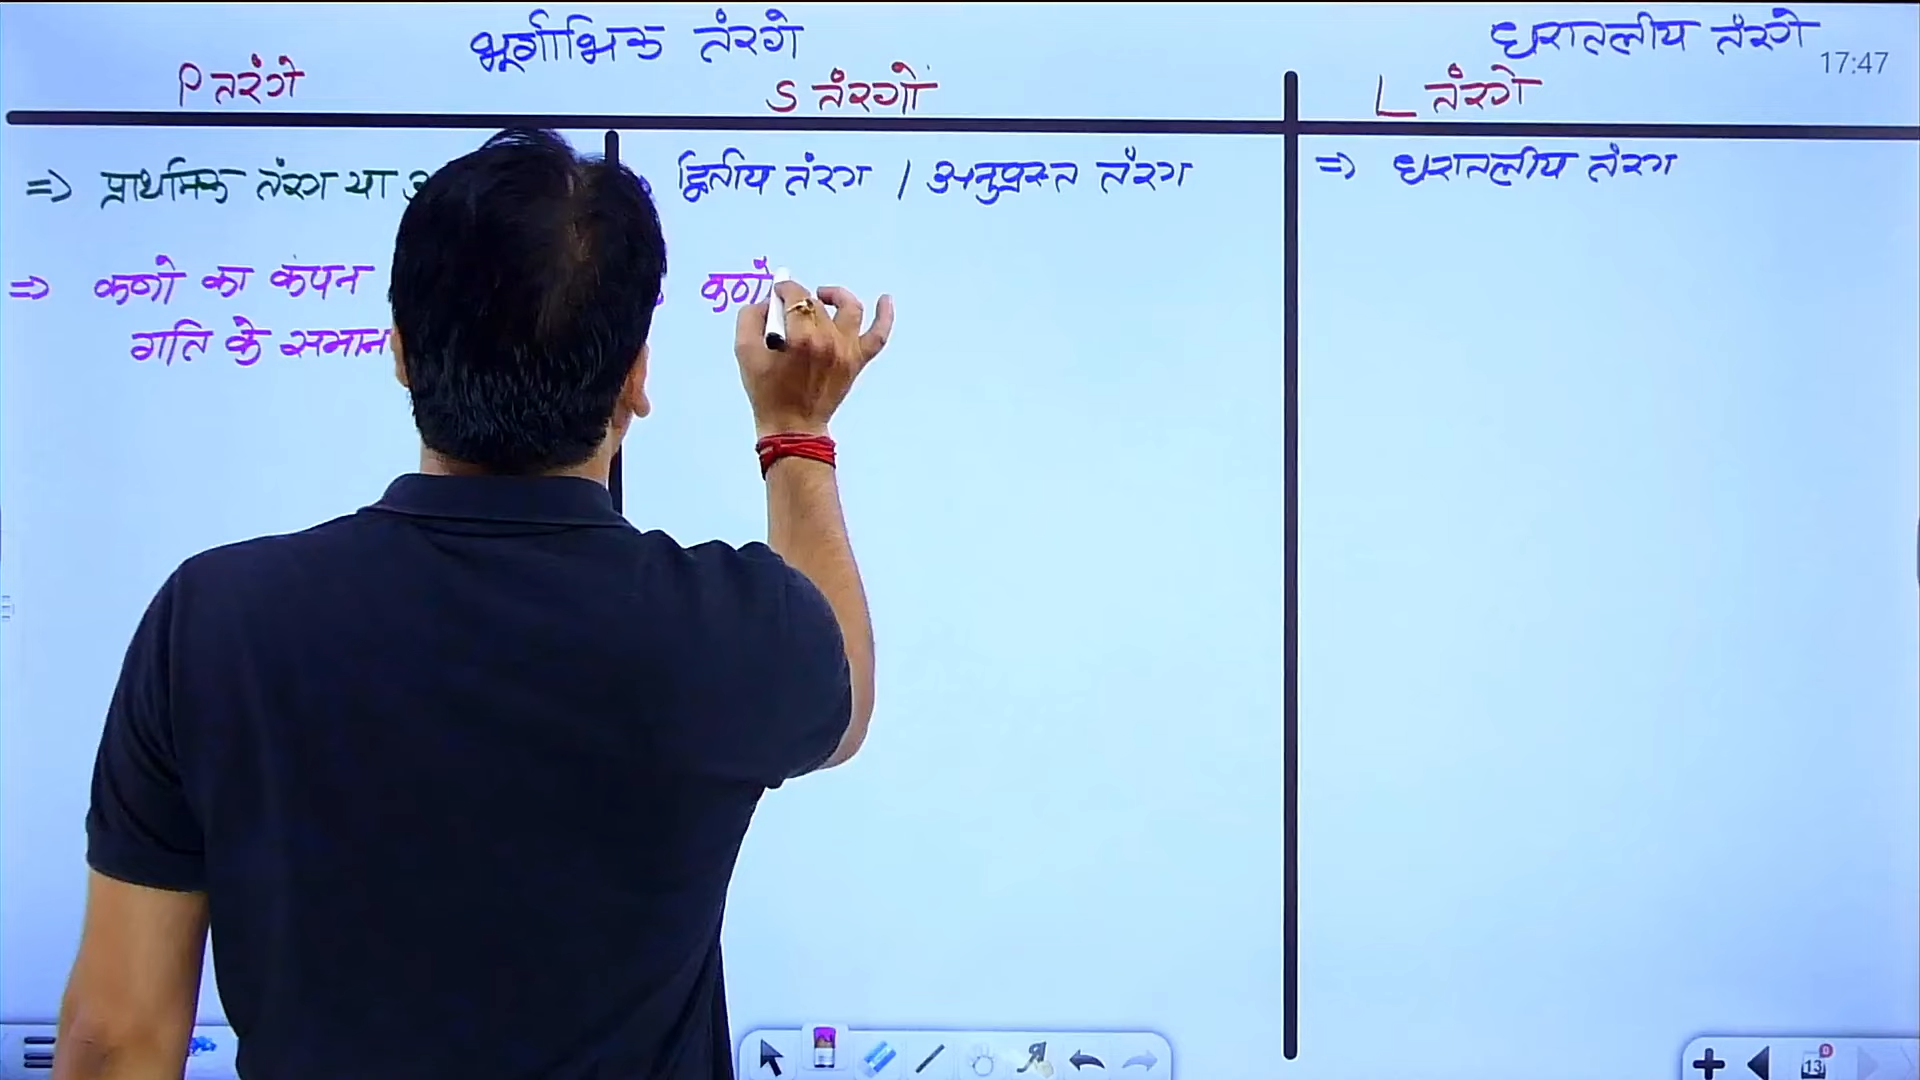 भूगर्भिक तंरगे
धरातलीय तंरगे
17:47
P तरंगे
S तंरगों
L तंरगे
=> प्राथमिक तंरग या
द्वितीय तंरग / अनुप्रस्त तंरग
=> धरातलीय तंरग
=> कणो का कंपन
गति के समान
कणो
13